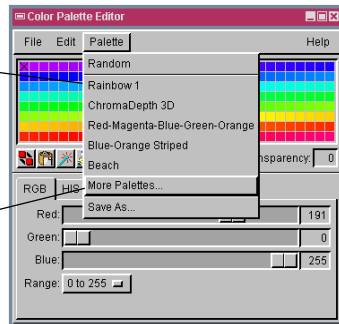 Color Palette Editor
File Edit Palette Help
Random
Rainbow 1
ChromaDepth 3D
Red-Magenta-Blue-Green-Orange
Blue-Orange Striped
Beach
nsparency: 0
More Palettes...
RGB HIS
Save As...
Red: 191
Green: 0
Blue: 255
Range: 0 to 255